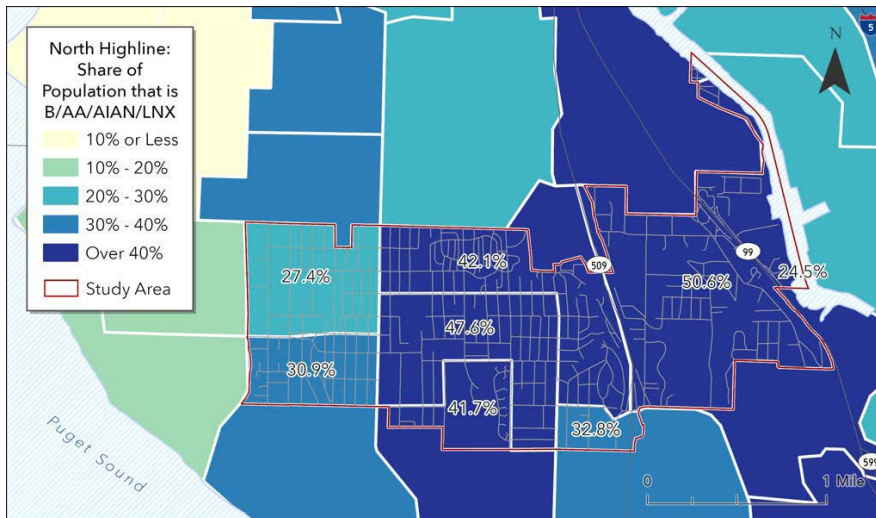 North Highline:
Share of
Population that is
B/AA/AIAN/LNX
10% or Less
10% - 20%
20% - 30%
30% - 40%
Over 40%
Study Area
5
N
42.1%
509
99
27.4%
50.6%
24.5%
47.6%
30.9%
41.7%
32.8%
Puget Sound
599
0 1 Mile